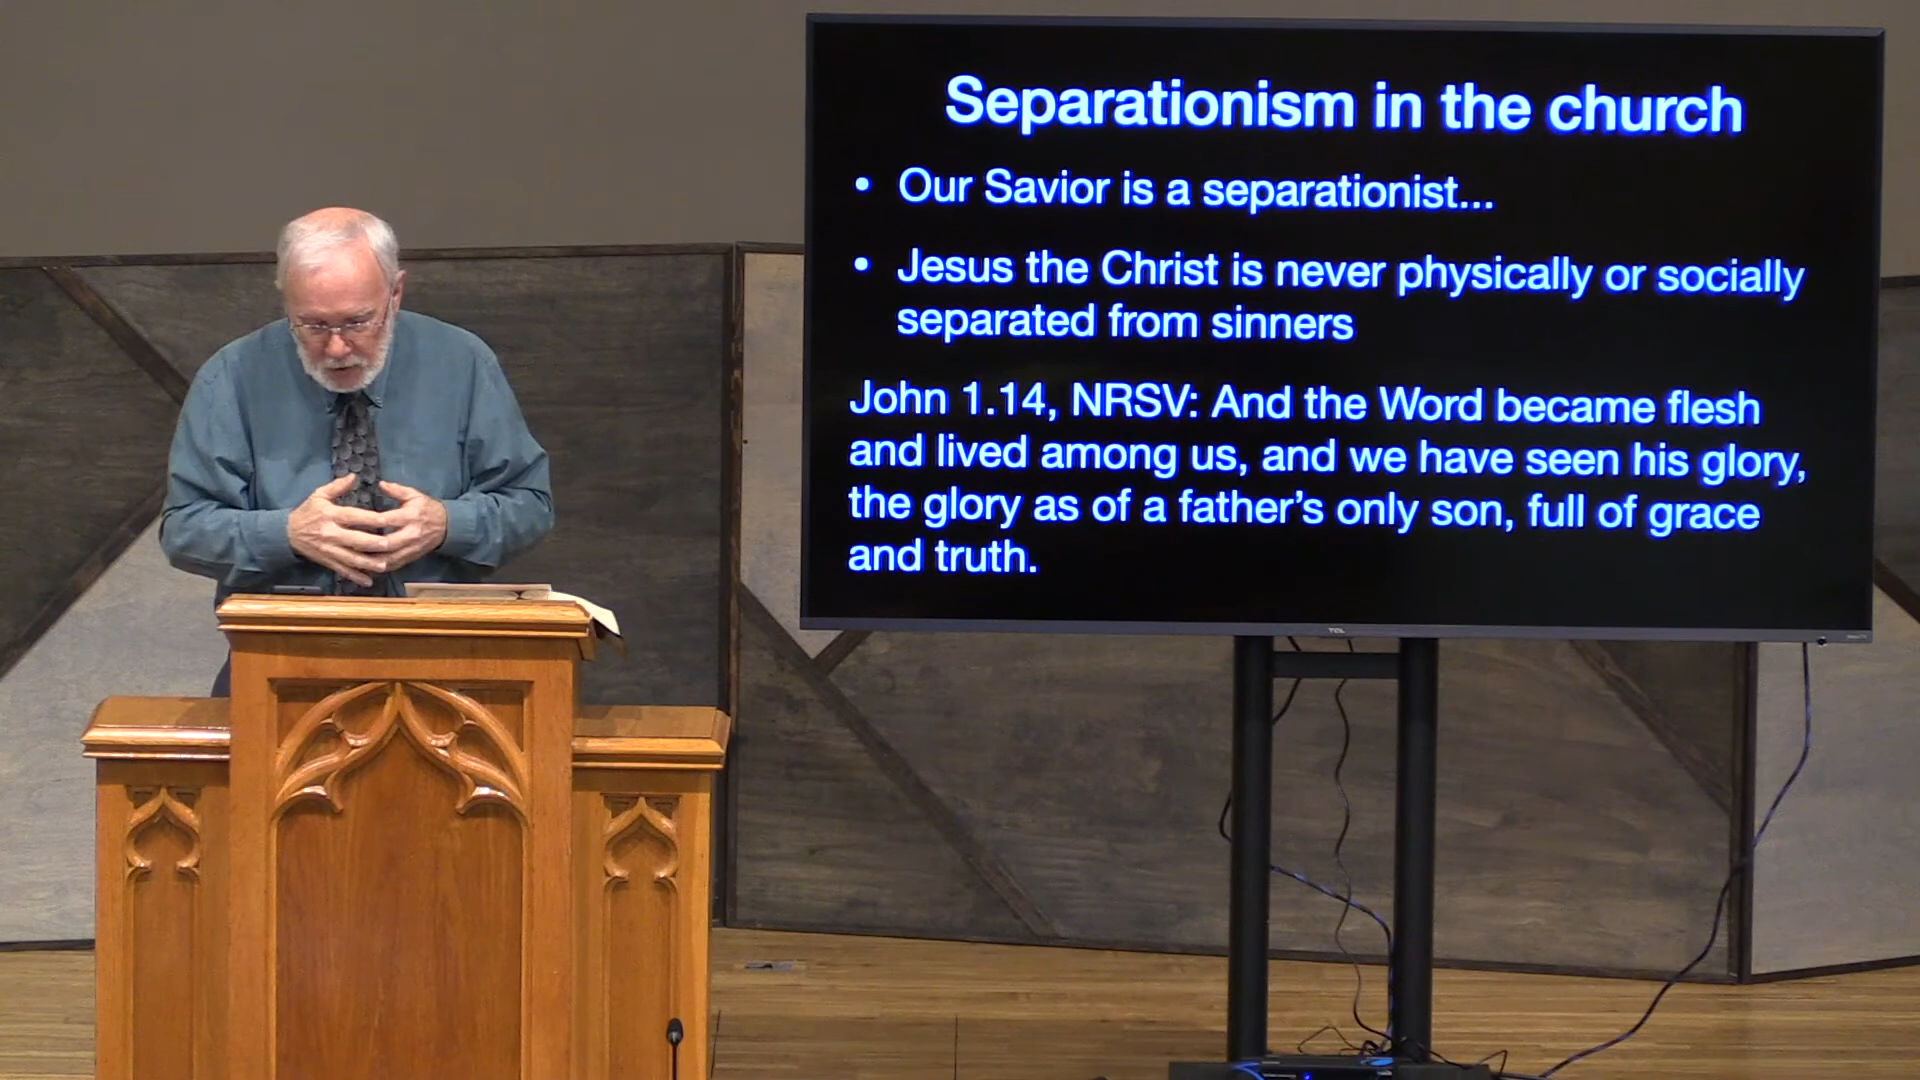 Separationism in the church
• Our Savior is a separationist...
• Jesus the Christ is never physically or socially
separated from sinners
John 1.14, NRSV: And the Word became flesh
and lived among us, and we have seen his glory,
the glory as of a father’s only son, full of grace
and truth.
TCL